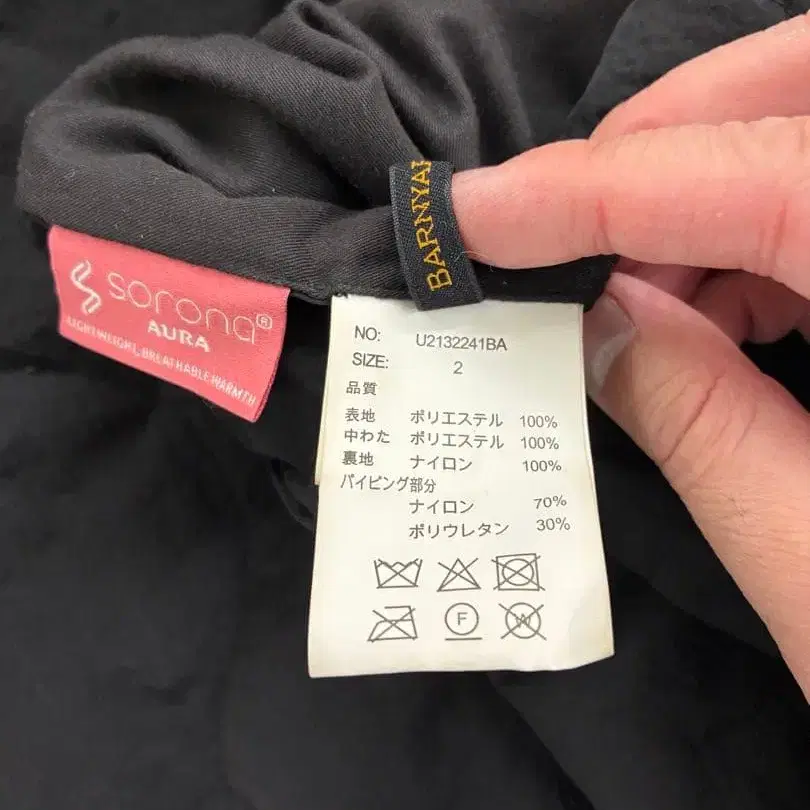 sorona®
AURA
LIGHTWEIGHT, BREATHABLE WARMTH
BARNYA
NO: U2132241BA
SIZE: 2
品質
表地 ポリエステル 100%
中わた ポリエステル 100%
裏地 ナイロン 100%
パイピング部分
ナイロン 70%
ポリウレタン 30%
F
W